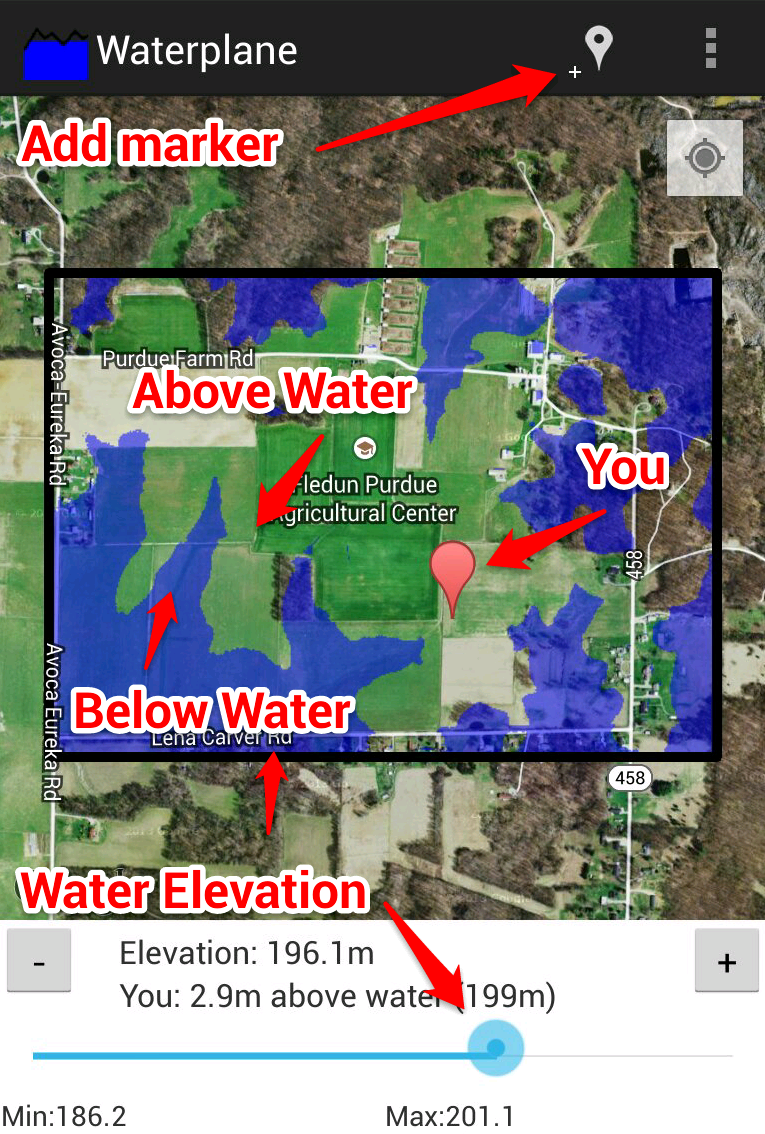 Waterplane
+
Add marker
Avoca-Eureka Rd
Purdue Farm Rd
Above Water
You
Fledun Purdue
Agricultural Center
458
Avoca Eureka Rd
Below Water
Lena Carver Rd
458
Water Elevation
-
Elevation: 196.1m
+
You: 2.9m above water (199m)
Min:186.2
Max:201.1